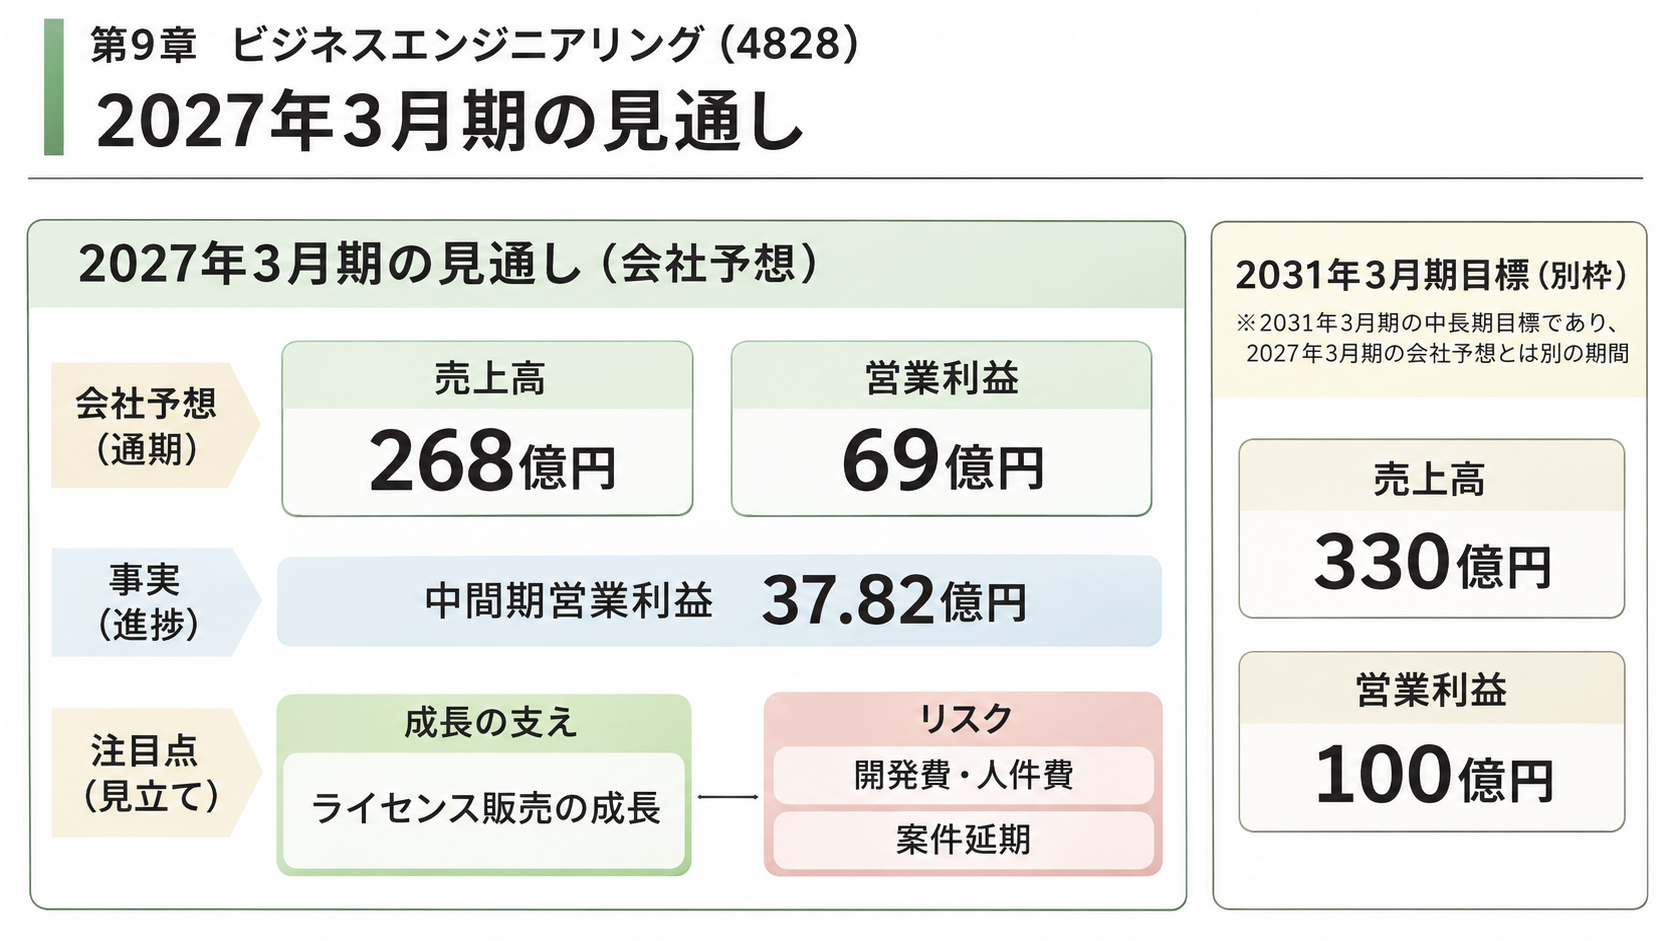 第9章 ビジネスエンジニアリング（4828）
2027年3月期の見通し
2027年3月期の見通し（会社予想）
会社予想
（通期）
売上高
268億円
営業利益
69億円
事実
（進捗）
中間期営業利益 37.82億円
注目点
（見立て）
成長の支え
ライセンス販売の成長
リスク
開発費・人件費
案件延期
2031年3月期目標（別枠）
※2031年3月期の中長期目標であり、
2027年3月期の会社予想とは別の期間
売上高
330億円
営業利益
100億円